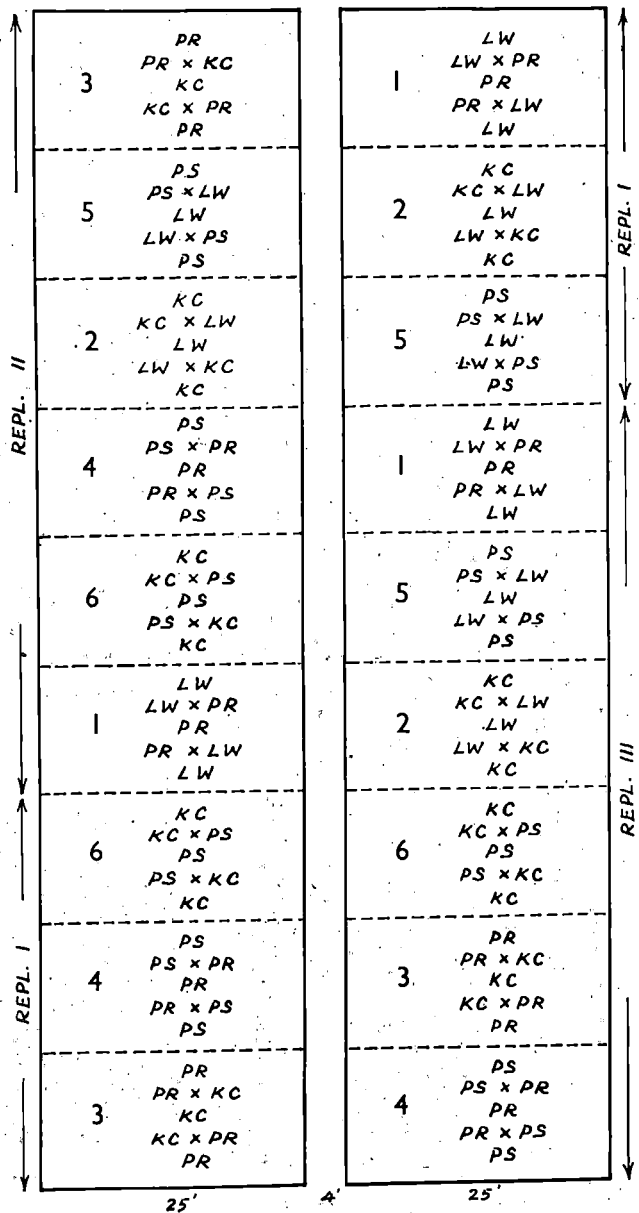 REPL. II
3
PR
PR × KC
KC
KC × PR
PR
5
PS
PS × LW
LW
LW × PS
PS
2
KC
KC × LW
LW
LW × KC
KC
4
PS
PS × PR
PR
PR × PS
PS
6
KC
KC × PS
PS
PS × KC
KC
1
LW
LW × PR
PR
PR × LW
LW
REPL. I
6
KC
KC × PS
PS
PS × KC
KC
4
PS
PS × PR
PR
PR × PS
PS
3
PR
PR × KC
KC
KC × PR
PR
25'
4'
REPL. I
1
LW
LW × PR
PR
PR × LW
LW
2
KC
KC × LW
LW
LW × KC
KC
5
PS
PS × LW
LW
LW × PS
PS
REPL. III
1
LW
LW × PR
PR
PR × LW
LW
5
PS
PS × LW
LW
LW × PS
PS
2
KC
KC × LW
LW
LW × KC
KC
6
KC
KC × PS
PS
PS × KC
KC
3
PR
PR × KC
KC
KC × PR
PR
4
PS
PS × PR
PR
PR × PS
PS
25'